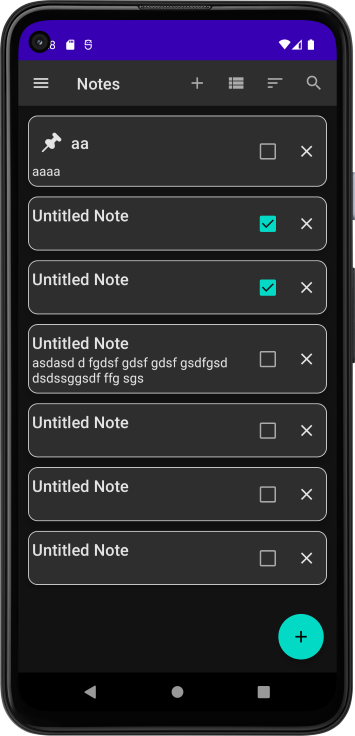 8
Notes
aa
aaaa
Untitled Note
Untitled Note
Untitled Note
asdasd d fgdsf gdsf gdsf gsdfgsd
dsdssggsdf ffg sgs
Untitled Note
Untitled Note
Untitled Note